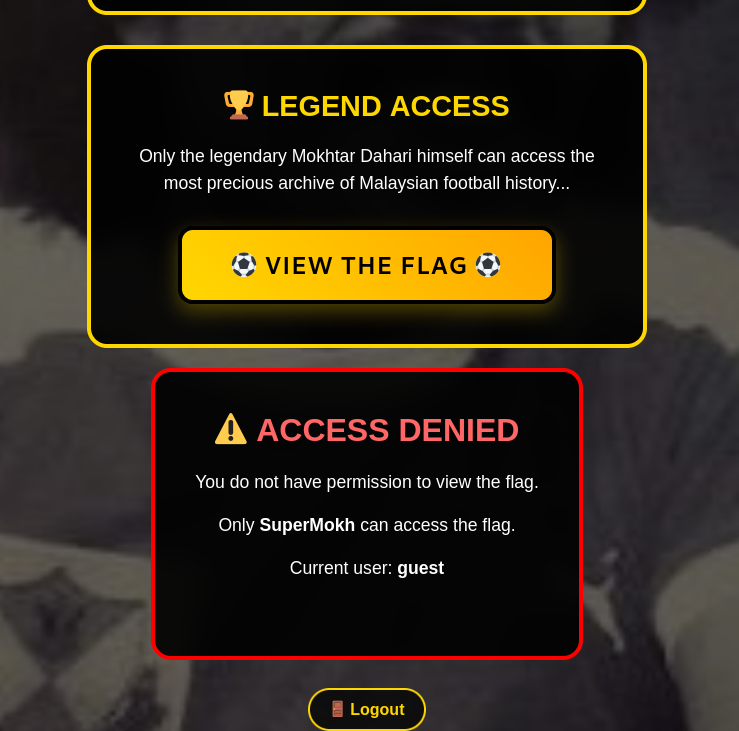 🏆 LEGEND ACCESS
Only the legendary Mokhtar Dahari himself can access the
most precious archive of Malaysian football history...
⚽ VIEW THE FLAG ⚽
⚠️ ACCESS DENIED
You do not have permission to view the flag.
Only SuperMokh can access the flag.
Current user: guest
🚪 Logout